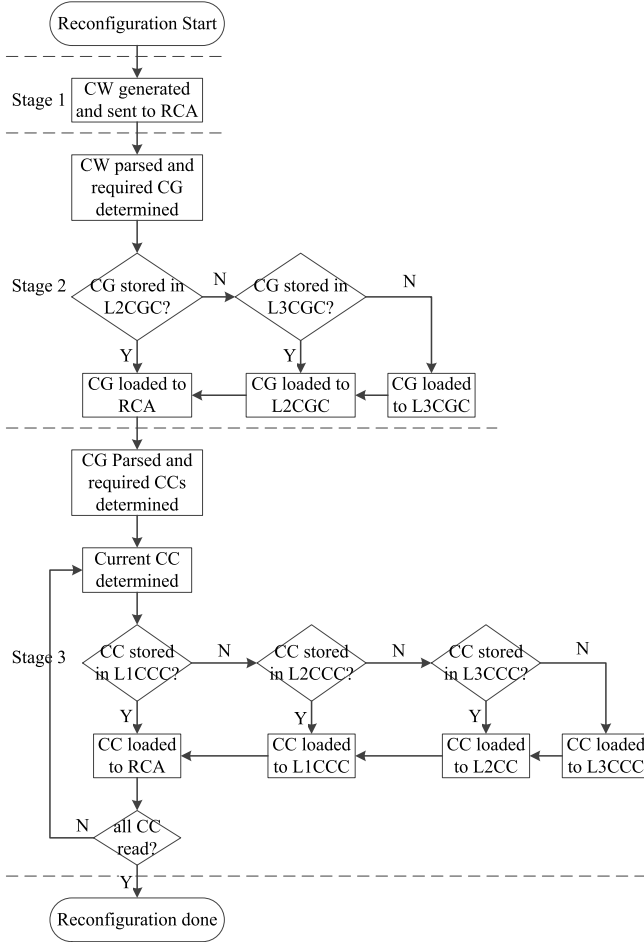 Reconfiguration Start
Stage 1
CW generated
and sent to RCA
CW parsed and
required CG
determined
Stage 2
CG stored in
L2CGC?
N
CG stored in
L3CGC?
N
Y
Y
CG loaded to
RCA
CG loaded to
L2CGC
CG loaded
to L3CGC
CG Parsed and
required CCs
determined
Current CC
determined
Stage 3
CC stored
in L1CCC?
N
CC stored
in L2CCC?
N
CC stored
in L3CCC?
N
Y
Y
Y
CC loaded
to RCA
CC loaded
to L1CCC
CC loaded
to L2CC
CC loaded
to L3CCC
N
all CC
read?
Y
Reconfiguration done